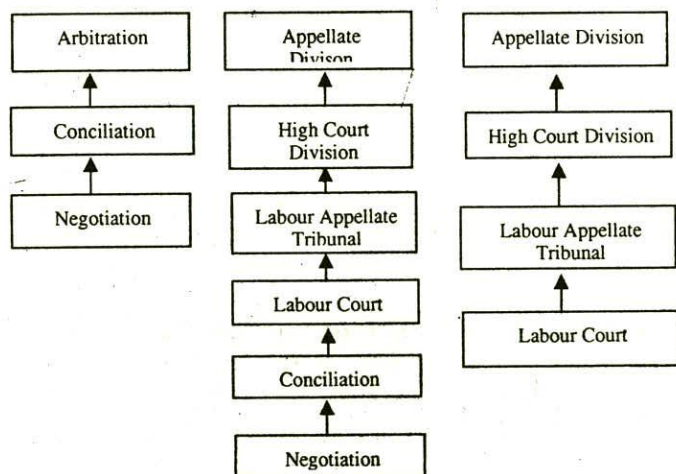 Arbitration
Conciliation
Negotiation
Appellate
Divison
High Court
Division
Labour Appellate
Tribunal
Labour Court
Conciliation
Negotiation
Appellate Division
High Court Division
Labour Appellate
Tribunal
Labour Court